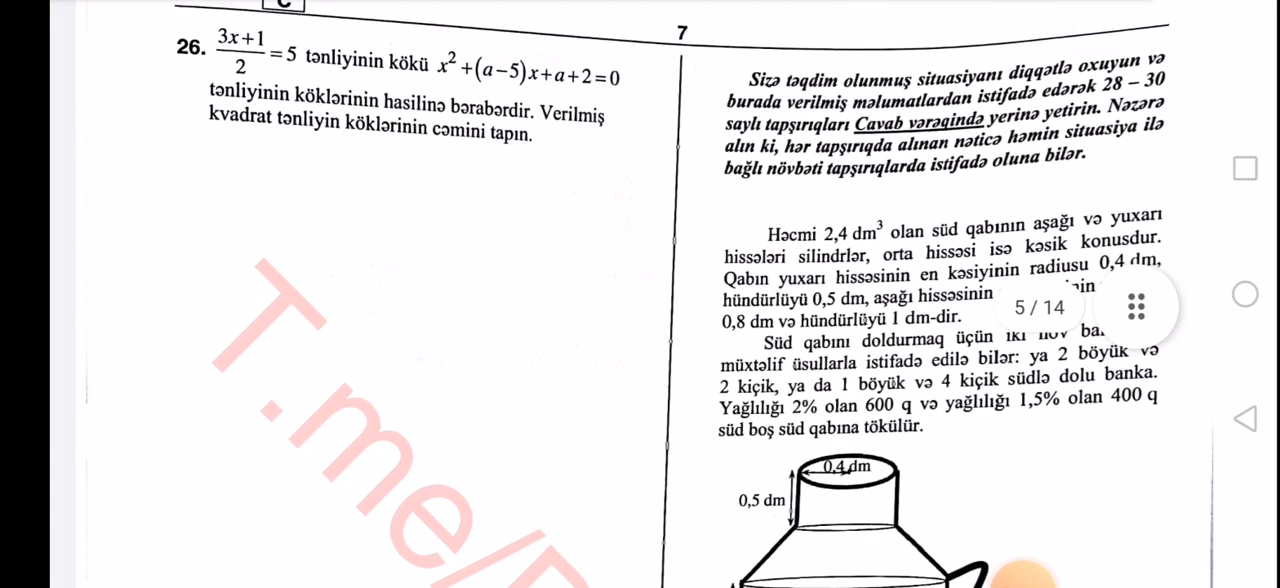 C
7
26. (3x+1)/2 = 5 tənliyinin kökü x² + (a−5)x + a + 2 = 0
tənliyinin köklərinin hasilinə bərabərdir. Verilmiş
kvadrat tənliyin köklərinin cəmini tapın.
Sizə təqdim olunmuş situasiyanı diqqətlə oxuyun və
burada verilmiş məlumatlardan istifadə edərək 28 – 30
saylı tapşırıqları Cavab vərəqində yerinə yetirin. Nəzərə
alın ki, hər tapşırıqda alınan nəticə həmin situasiya ilə
bağlı növbəti tapşırıqlarda istifadə oluna bilər.
Həcmi 2,4 dm³ olan süd qabının aşağı və yuxarı
hissələri silindrlər, orta hissəsi isə kəsik konusdur.
Qabın yuxarı hissəsinin en kəsiyinin radiusu 0,4 dm,
hündürlüyü 0,5 dm, aşağı hissəsinin
5 / 14
0,8 dm və hündürlüyü 1 dm-dir.
Süd qabını doldurmaq üçün iki
müxtəlif üsullarla istifadə edilə bilər: ya 2 böyük və
2 kiçik, ya da 1 böyük və 4 kiçik südlə dolu banka.
Yağlılığı 2% olan 600 q və yağlılığı 1,5% olan 400 q
süd boş süd qabına tökülür.
0,4 dm
0,5 dm
T.me/